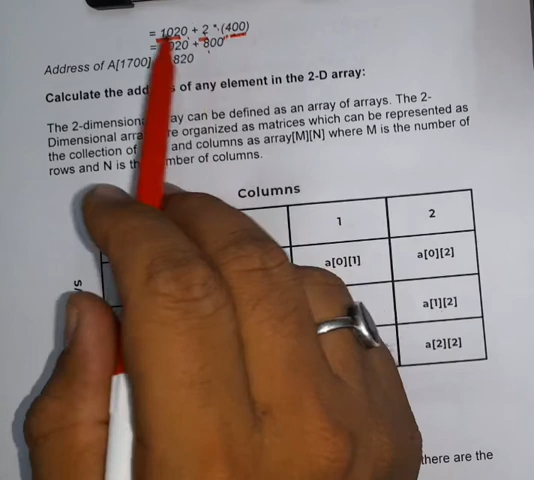 = 1020 + 2 * (400)
= 1020 + 800
Address of A[1700] 820
Calculate the add s of any element in the 2-D array:
The 2-dimension ay can be defined as an array of arrays. The 2-
Dimensional arra re organized as matrices which can be represented as
the collection of and columns as array[M][N] where M is the number of
rows and N is th mber of columns.
Columns
1 2
a[0][1] a[0][2]
a[1][2]
a[2][2]
there are the